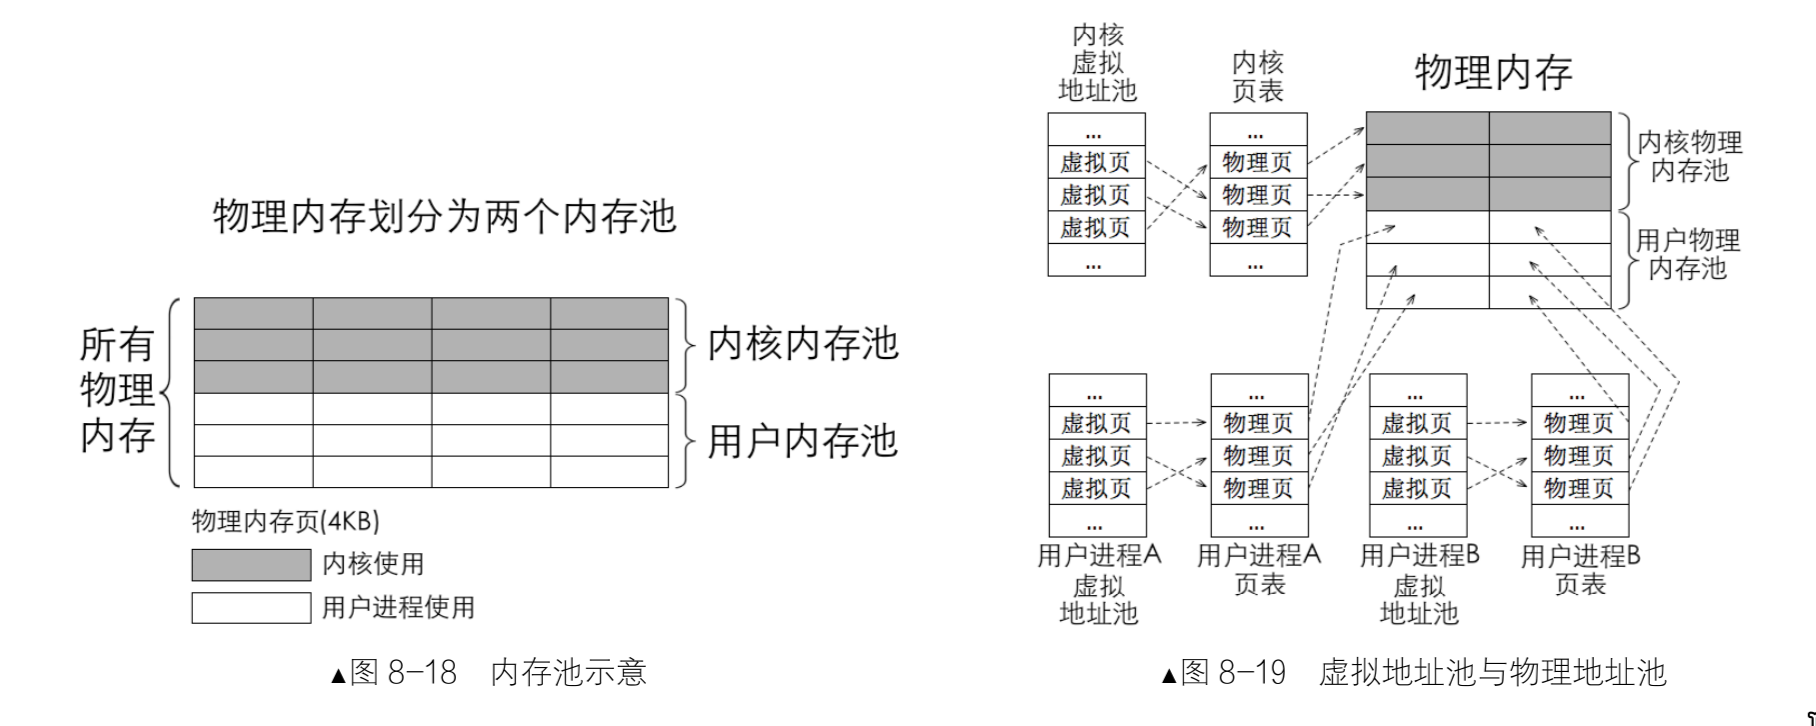 物理内存划分为两个内存池
所有
物理
内存
内核内存池
用户内存池
物理内存页(4KB)
内核使用
用户进程使用
▲图 8-18 内存池示意
内核
虚拟
地址池
...
虚拟页
虚拟页
虚拟页
...
内核
页表
...
物理页
物理页
物理页
...
物理内存
内核物理
内存池
用户物理
内存池
...
虚拟页
虚拟页
虚拟页
...
用户进程A
虚拟
地址池
...
物理页
物理页
物理页
...
用户进程A
页表
...
虚拟页
虚拟页
虚拟页
...
用户进程B
虚拟
地址池
...
物理页
物理页
物理页
...
用户进程B
页表
▲图 8-19 虚拟地址池与物理地址池